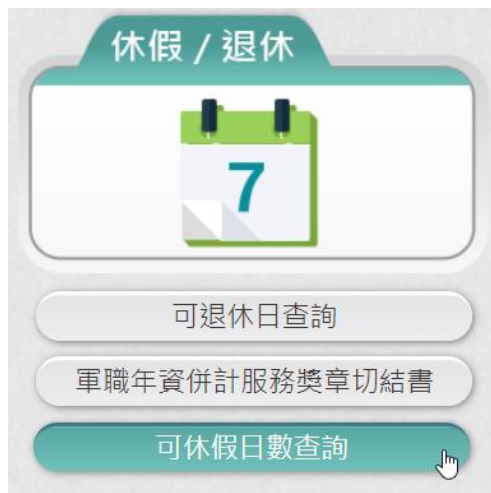 休假 / 退休
7
可退休日查詢
軍職年資併計服務獎章切結書
可休假日數查詢